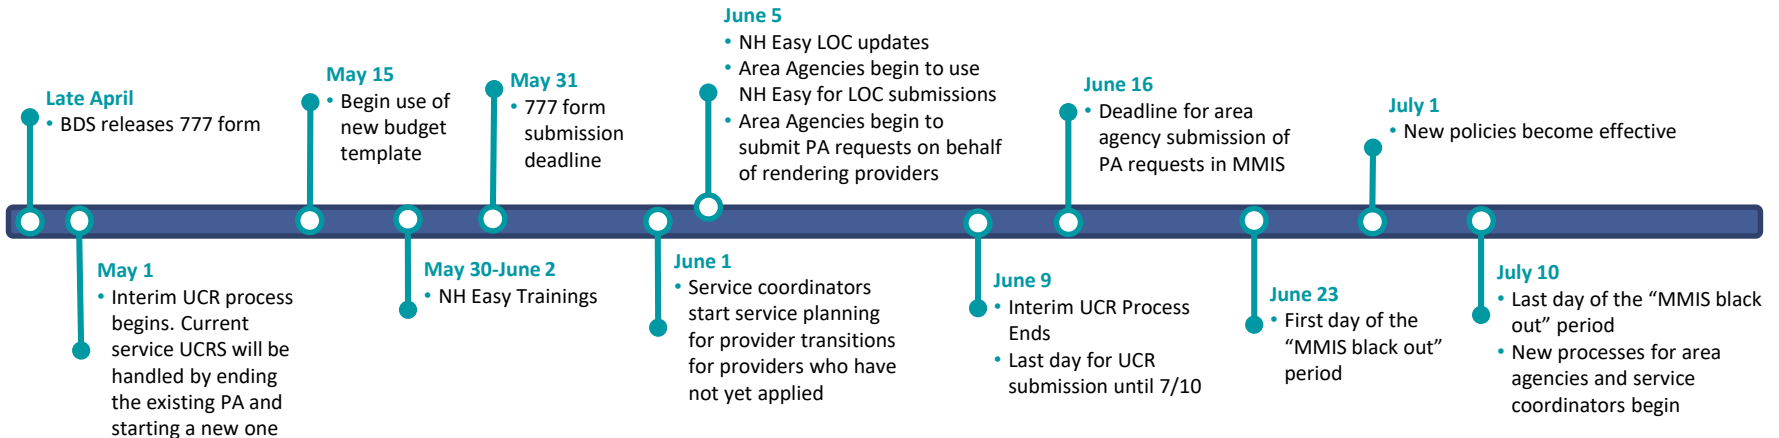 Late April
• BDS releases 777 form
May 1
• Interim UCR process
begins. Current
service UCRS will be
handled by ending
the existing PA and
starting a new one
May 15
• Begin use of
new budget
template
May 30-June 2
• NH Easy Trainings
May 31
• 777 form
submission
deadline
June 1
• Service coordinators
start service planning
for provider transitions
for providers who have
not yet applied
June 5
• NH Easy LOC updates
• Area Agencies begin to use
NH Easy for LOC submissions
• Area Agencies begin to
submit PA requests on behalf
of rendering providers
June 9
• Interim UCR Process
Ends
• Last day for UCR
submission until 7/10
June 16
• Deadline for area
agency submission of
PA requests in MMIS
June 23
• First day of the
“MMIS black out”
period
July 1
• New policies become effective
July 10
• Last day of the “MMIS black
out” period
• New processes for area
agencies and service
coordinators begin